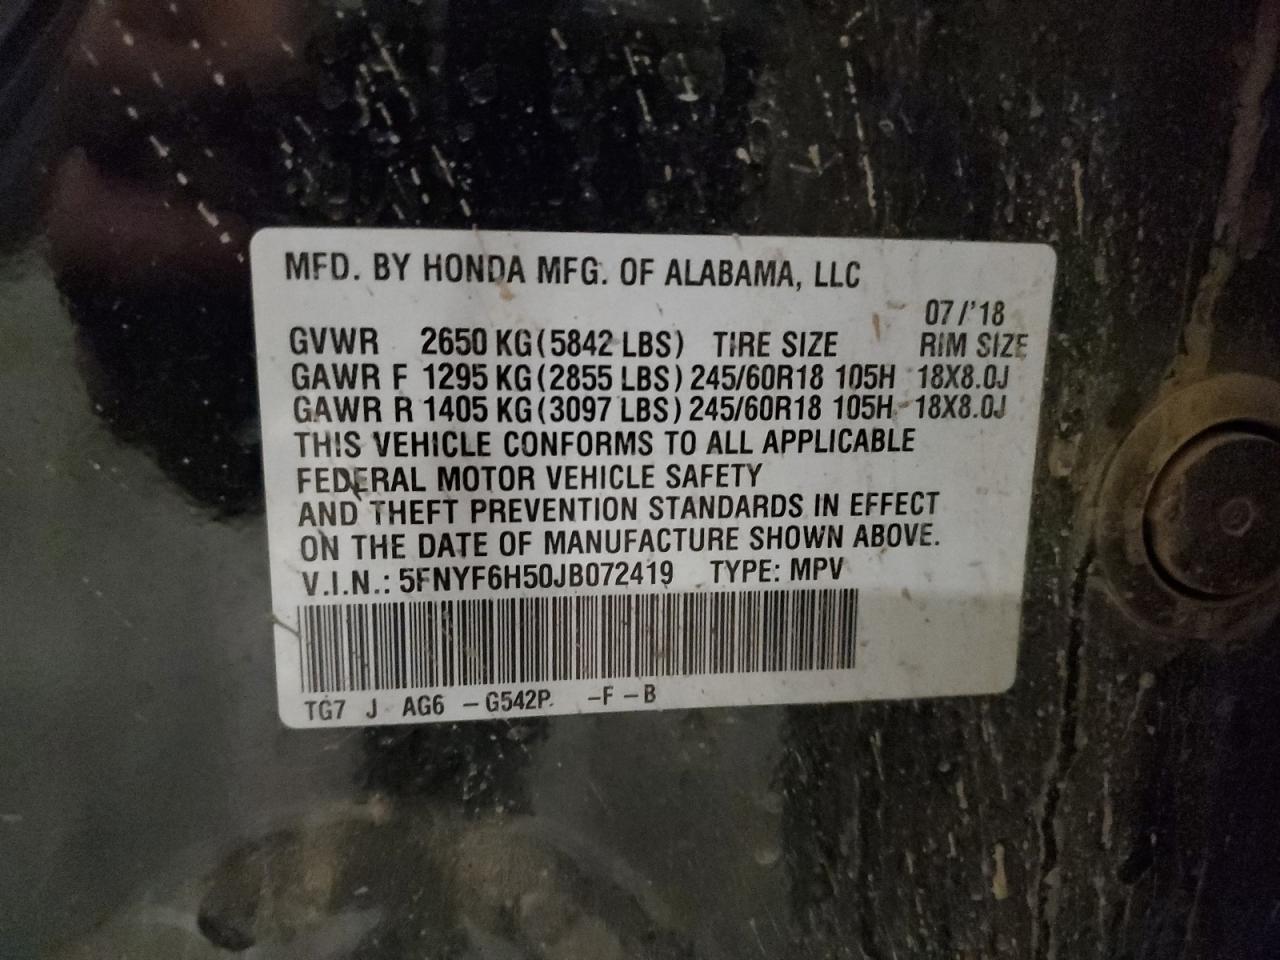 MFD. BY HONDA MFG. OF ALABAMA, LLC
07/'18
GVWR 2650 KG(5842 LBS) TIRE SIZE RIM SIZE
GAWR F 1295 KG(2855 LBS) 245/60R18 105H 18X8.0J
GAWR R 1405 KG(3097 LBS) 245/60R18 105H 18X8.0J
THIS VEHICLE CONFORMS TO ALL APPLICABLE
FEDERAL MOTOR VEHICLE SAFETY
AND THEFT PREVENTION STANDARDS IN EFFECT
ON THE DATE OF MANUFACTURE SHOWN ABOVE.
V.I.N.: 5FNYF6H50JB072419 TYPE: MPV
TG7 J AG6 -G542P -F -B